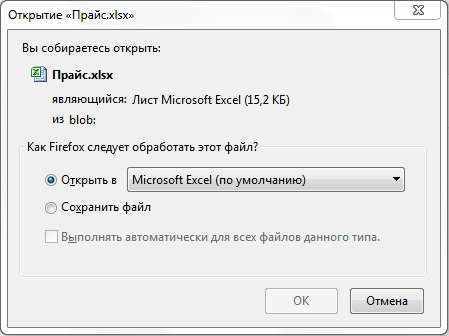 Открытие «Прайс.xlsx»
Вы собираетесь открыть:
Прайс.xlsx
являющийся: Лист Microsoft Excel (15,2 КБ)
из blob:
Как Firefox следует обработать этот файл?
Открыть в Microsoft Excel (по умолчанию)
Сохранить файл
Выполнять автоматически для всех файлов данного типа.
ОК Отмена